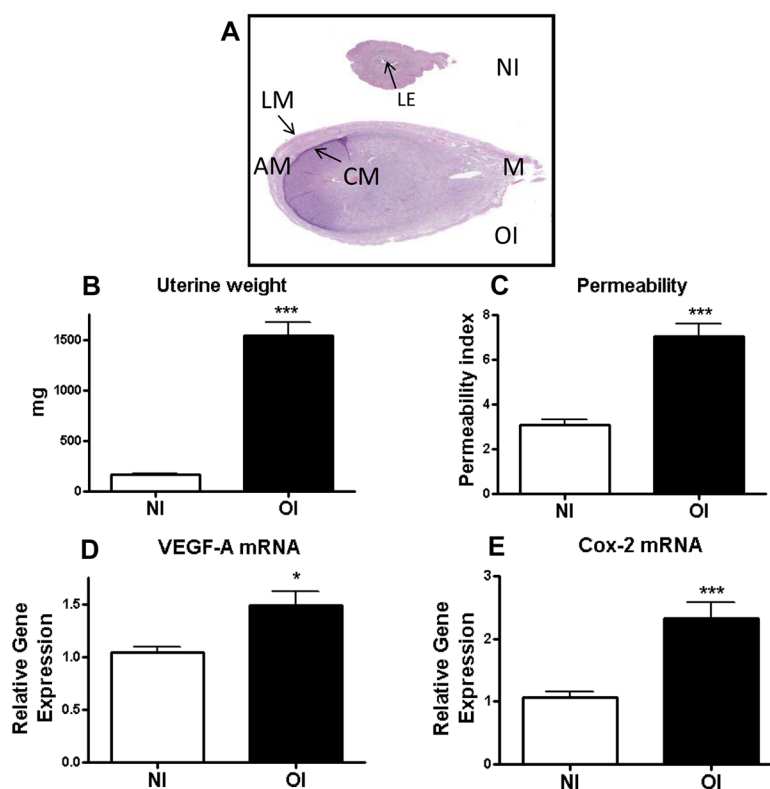 A
NI
LE
LM
AM
CM
M
OI
B
Uterine weight
***
1500
1000
500
0
mg
NI
OI
C
Permeability
***
8
6
4
2
0
Permeability index
NI
OI
D
VEGF-A mRNA
*
1.5
1.0
0.5
0.0
Relative Gene
Expression
NI
OI
E
Cox-2 mRNA
***
3
2
1
0
Relative Gene
Expression
NI
OI